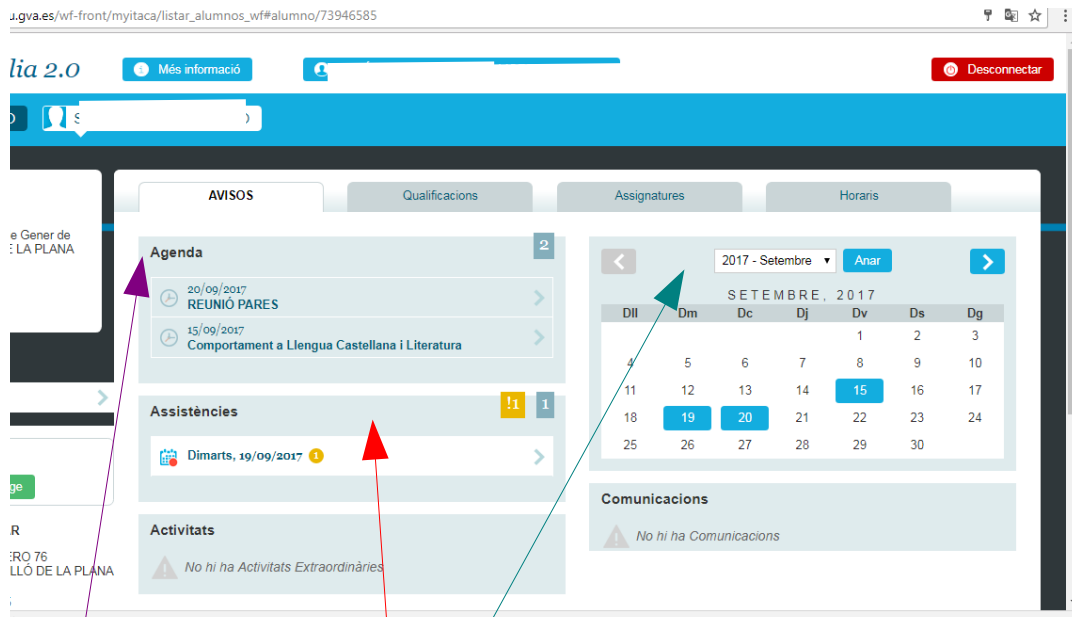 u.gva.es/wf-front/myitaca/listar_alumnos_wf#alumno/73946585
lia 2.0
Més informació
Desconnectar
AVISOS
Qualificacions
Assignatures
Horaris
e Gener de
E LA PLANA
Agenda
2
20/09/2017
REUNIÓ PARES
15/09/2017
Comportament a Llengua Castellana i Literatura
Assistències
!1 1
Dimarts, 19/09/2017 1
Activitats
No hi ha Activitats Extraordinàries
2017 - Setembre
Anar
SETEMBRE, 2017
Dll Dm Dc Dj Dv Ds Dg
1 2 3
4 5 6 7 8 9 10
11 12 13 14 15 16 17
18 19 20 21 22 23 24
25 26 27 28 29 30
Comunicacions
No hi ha Comunicacions
ge
AR
ERO 76
LLÓ DE LA PLANA